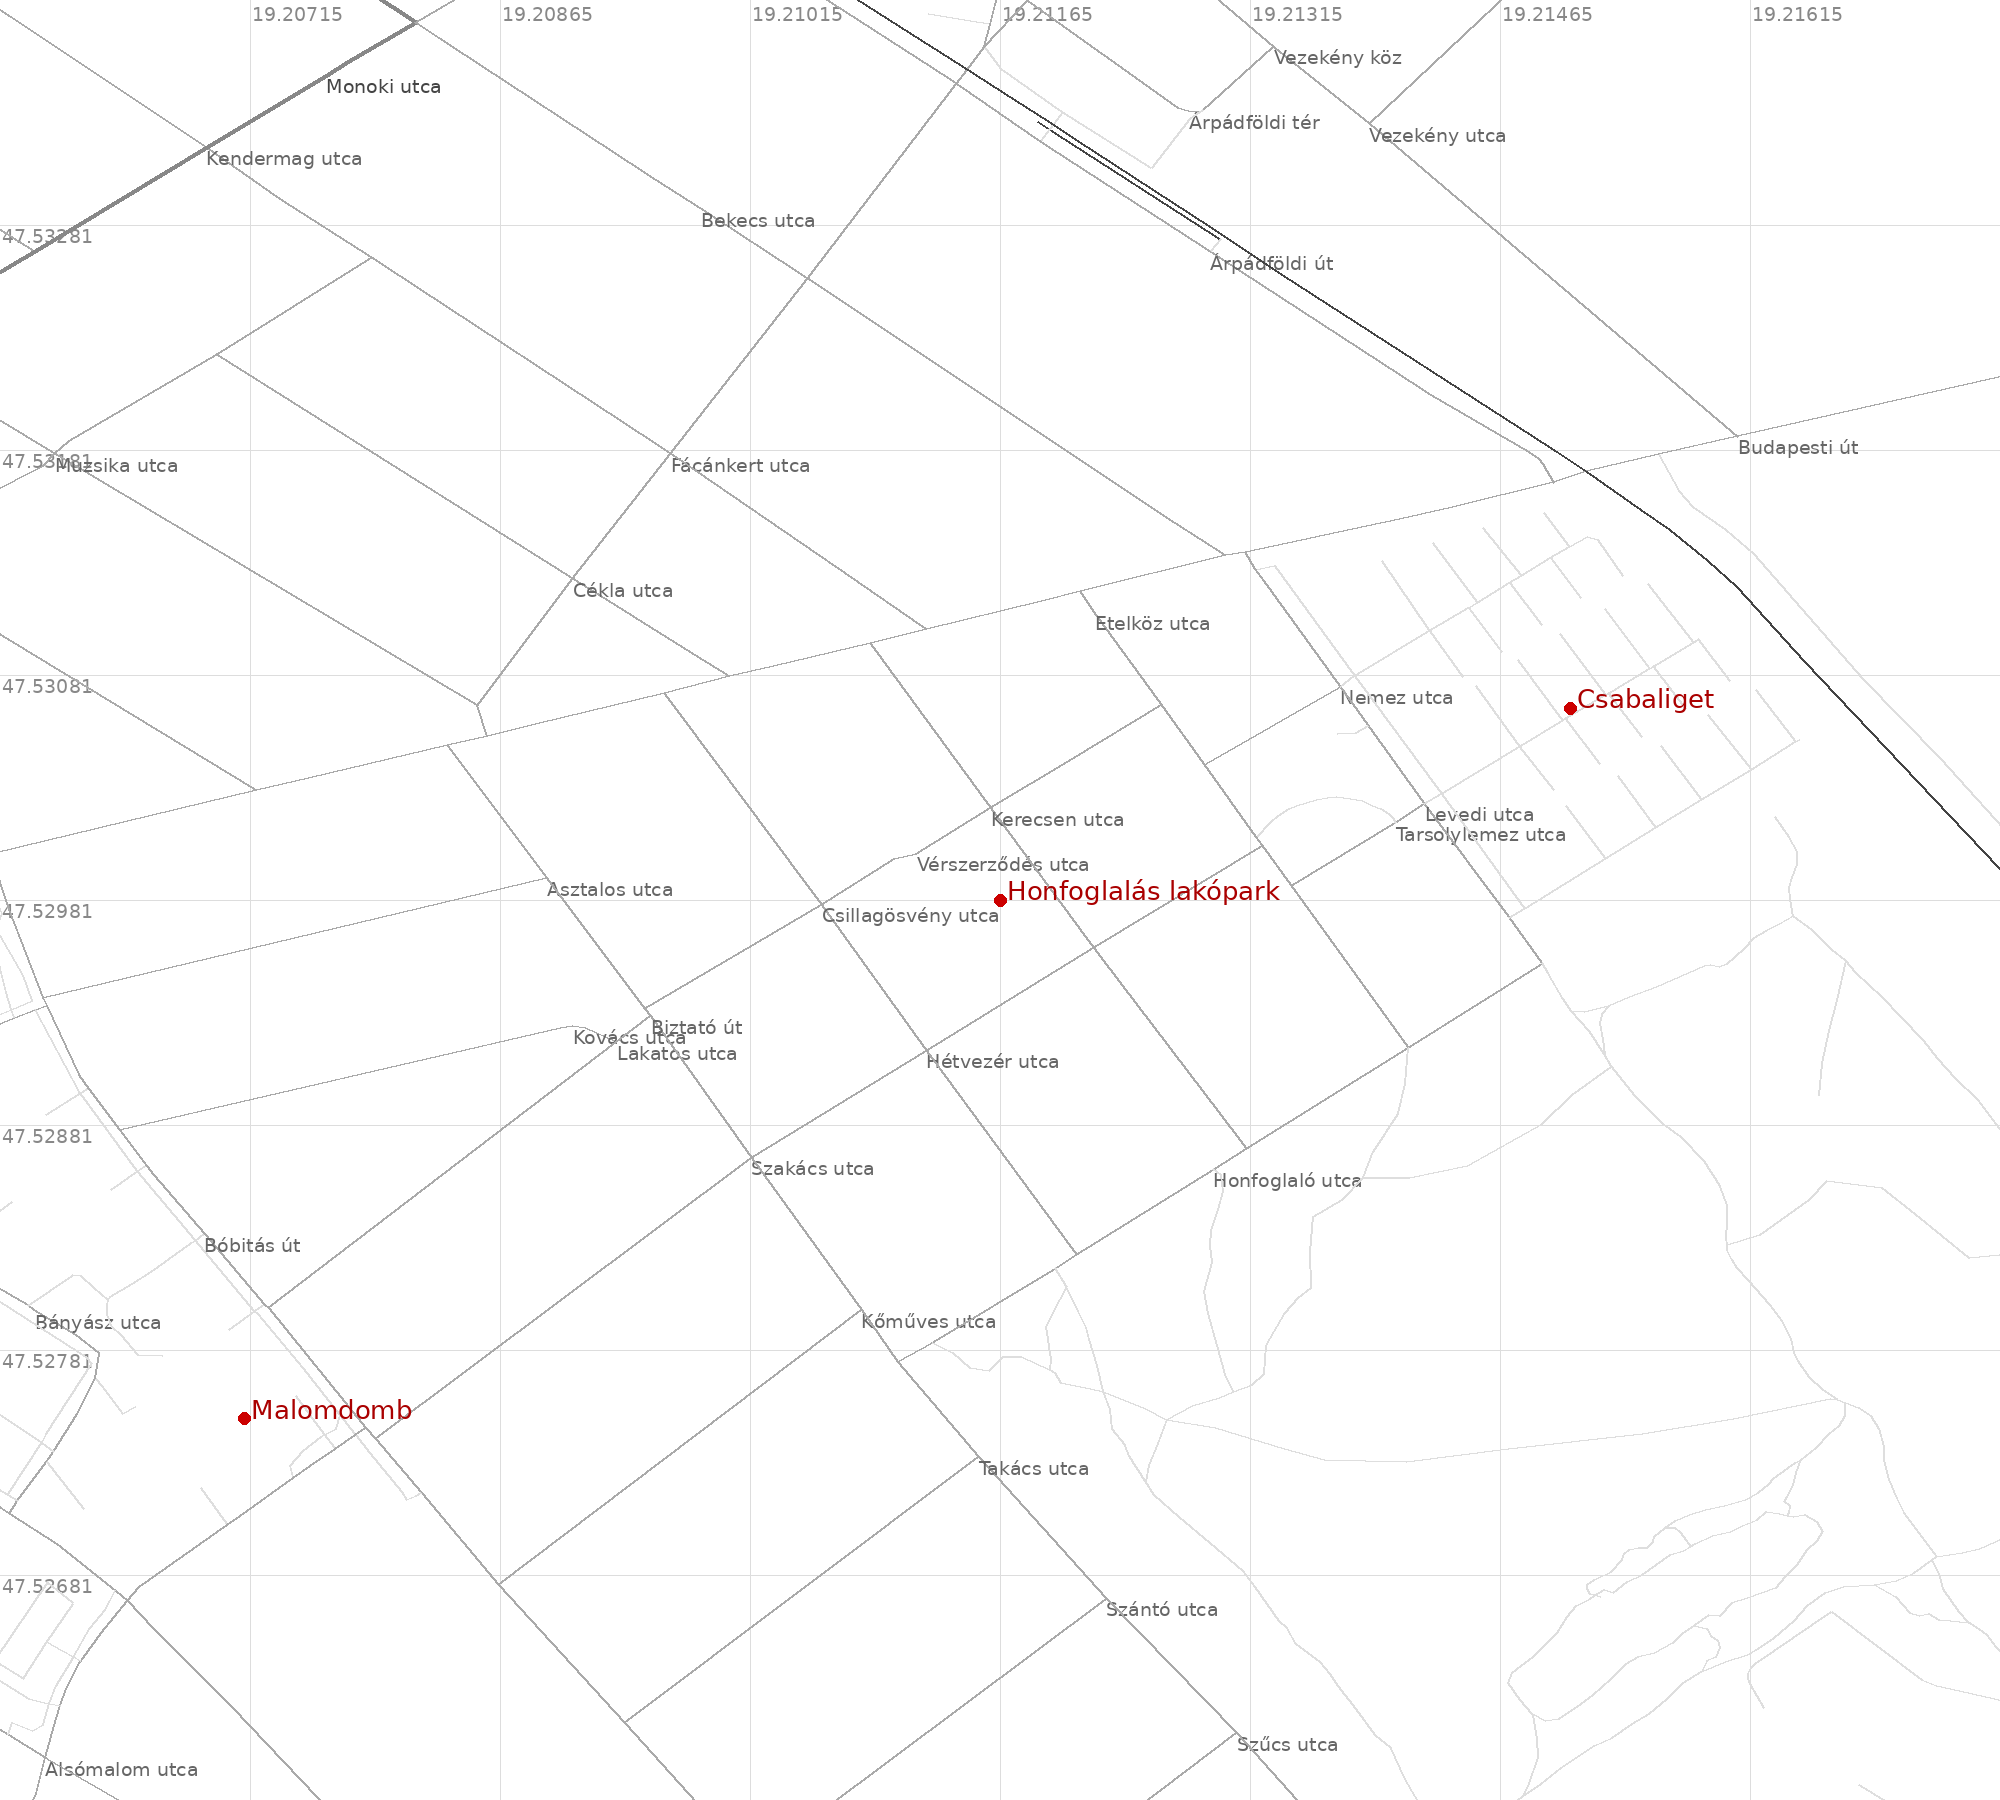 19.20715
19.20865
19.21015
19.21165
19.21315
19.21465
19.21615
Vezekény köz
Monoki utca
Árpádföldi tér
Vezekény utca
Kendermag utca
Bekecs utca
47.53281
Árpádföldi út
Budapesti út
47.53181
Muzsika utca
Fácánkert utca
Cékla utca
Etelköz utca
47.53081
Nemez utca
Csabaliget
Levedi utca
Kerecsen utca
Tarsolylemez utca
Vérszerződés utca
Asztalos utca
Honfoglalás lakópark
47.52981
Csillagösvény utca
Biztató út
Kovács utca
Lakatos utca
Hétvezér utca
47.52881
Szakács utca
Honfoglaló utca
Bóbitás út
Bányász utca
Kőműves utca
47.52781
Malomdomb
Takács utca
47.52681
Szántó utca
Szűcs utca
Alsómalom utca